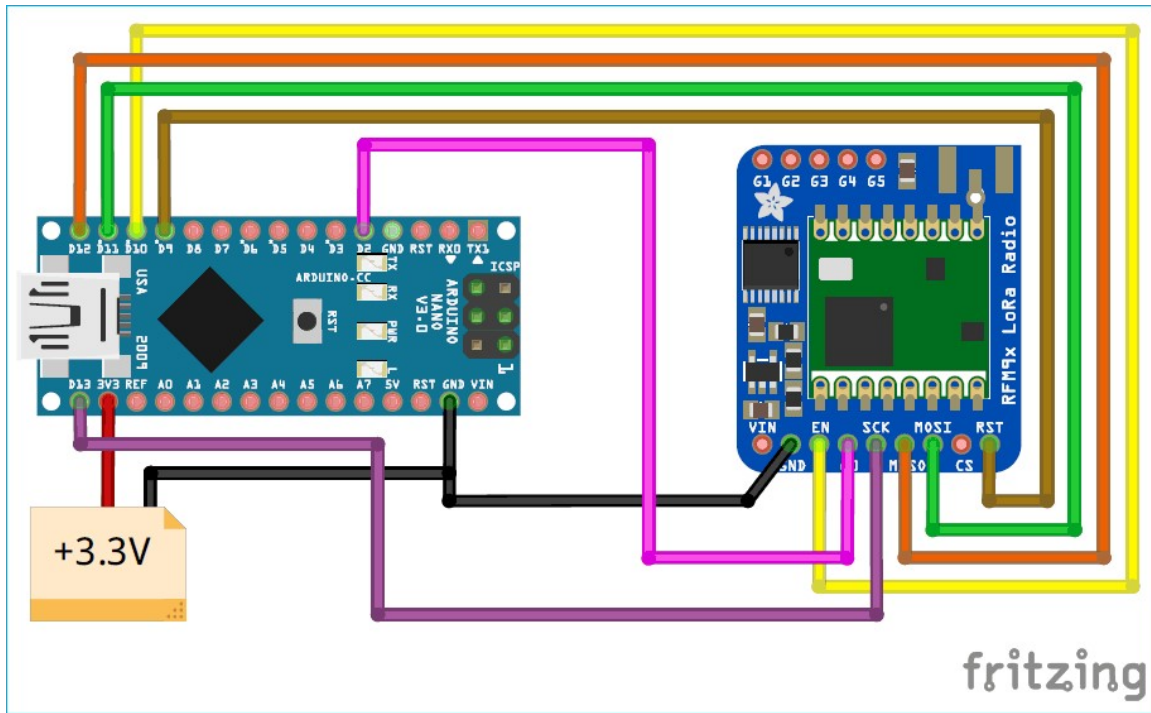 D12 D11 D10 D9 D8 D7 D6 D5 D4 D3 D2 GND RST RX0 TX1
ARDUINO.CC
TX
RX
PWR
L
RST
ICSP
ARDUINO
NANO
V3.0
1
USA
2009
D13 3V3 REF A0 A1 A2 A3 A4 A5 A6 A7 5V RST GND VIN
G1 G2 G3 G4 G5
RFM9x LoRa Radio
VIN EN SCK MOSI RST
GND CS
+3.3V
fritzing